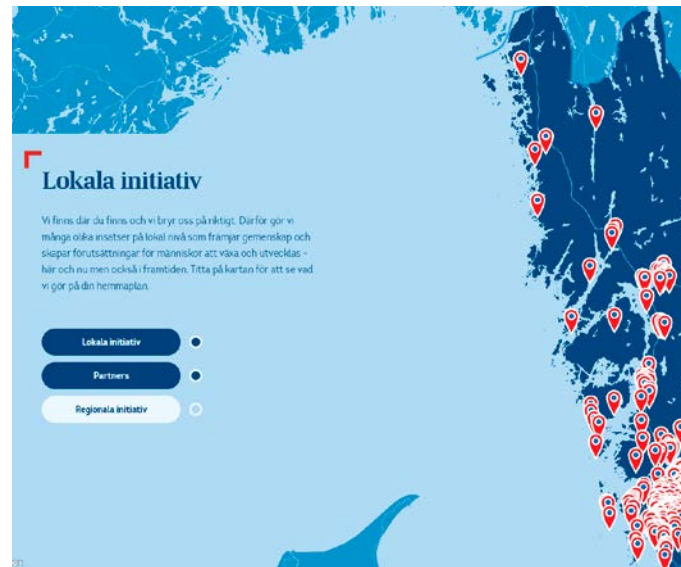 Lokala initiativ
Vi finns där du finns och vi bryr oss på riktigt. Därför gör vi
många olika insatser på lokal nivå som främjar gemenskap och
skapar förutsättningar för människor att växa och utvecklas -
här och nu men också i framtiden. Titta på kartan för att se vad
vi gör på din hemmaplan.
Lokala initiativ
Partners
Regionala initiativ